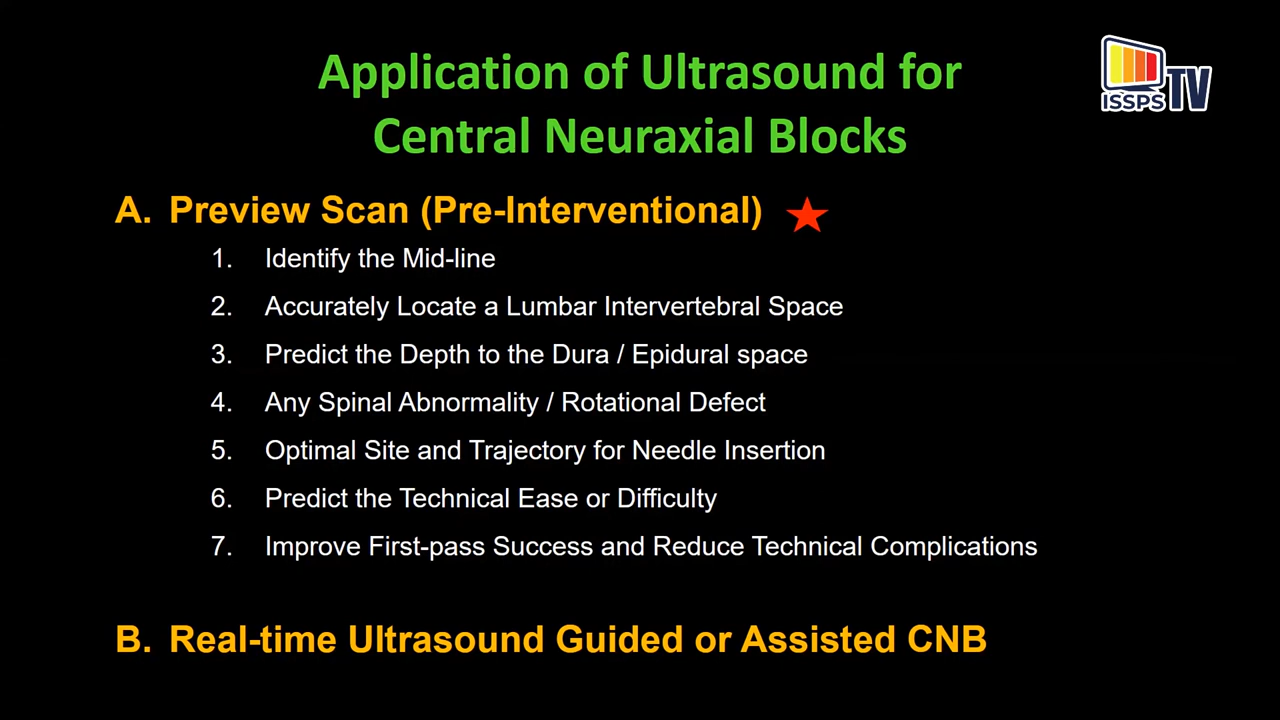 Application of Ultrasound for
Central Neuraxial Blocks
ISSPS TV
A. Preview Scan (Pre-Interventional)
1. Identify the Mid-line
2. Accurately Locate a Lumbar Intervertebral Space
3. Predict the Depth to the Dura / Epidural space
4. Any Spinal Abnormality / Rotational Defect
5. Optimal Site and Trajectory for Needle Insertion
6. Predict the Technical Ease or Difficulty
7. Improve First-pass Success and Reduce Technical Complications
B. Real-time Ultrasound Guided or Assisted CNB